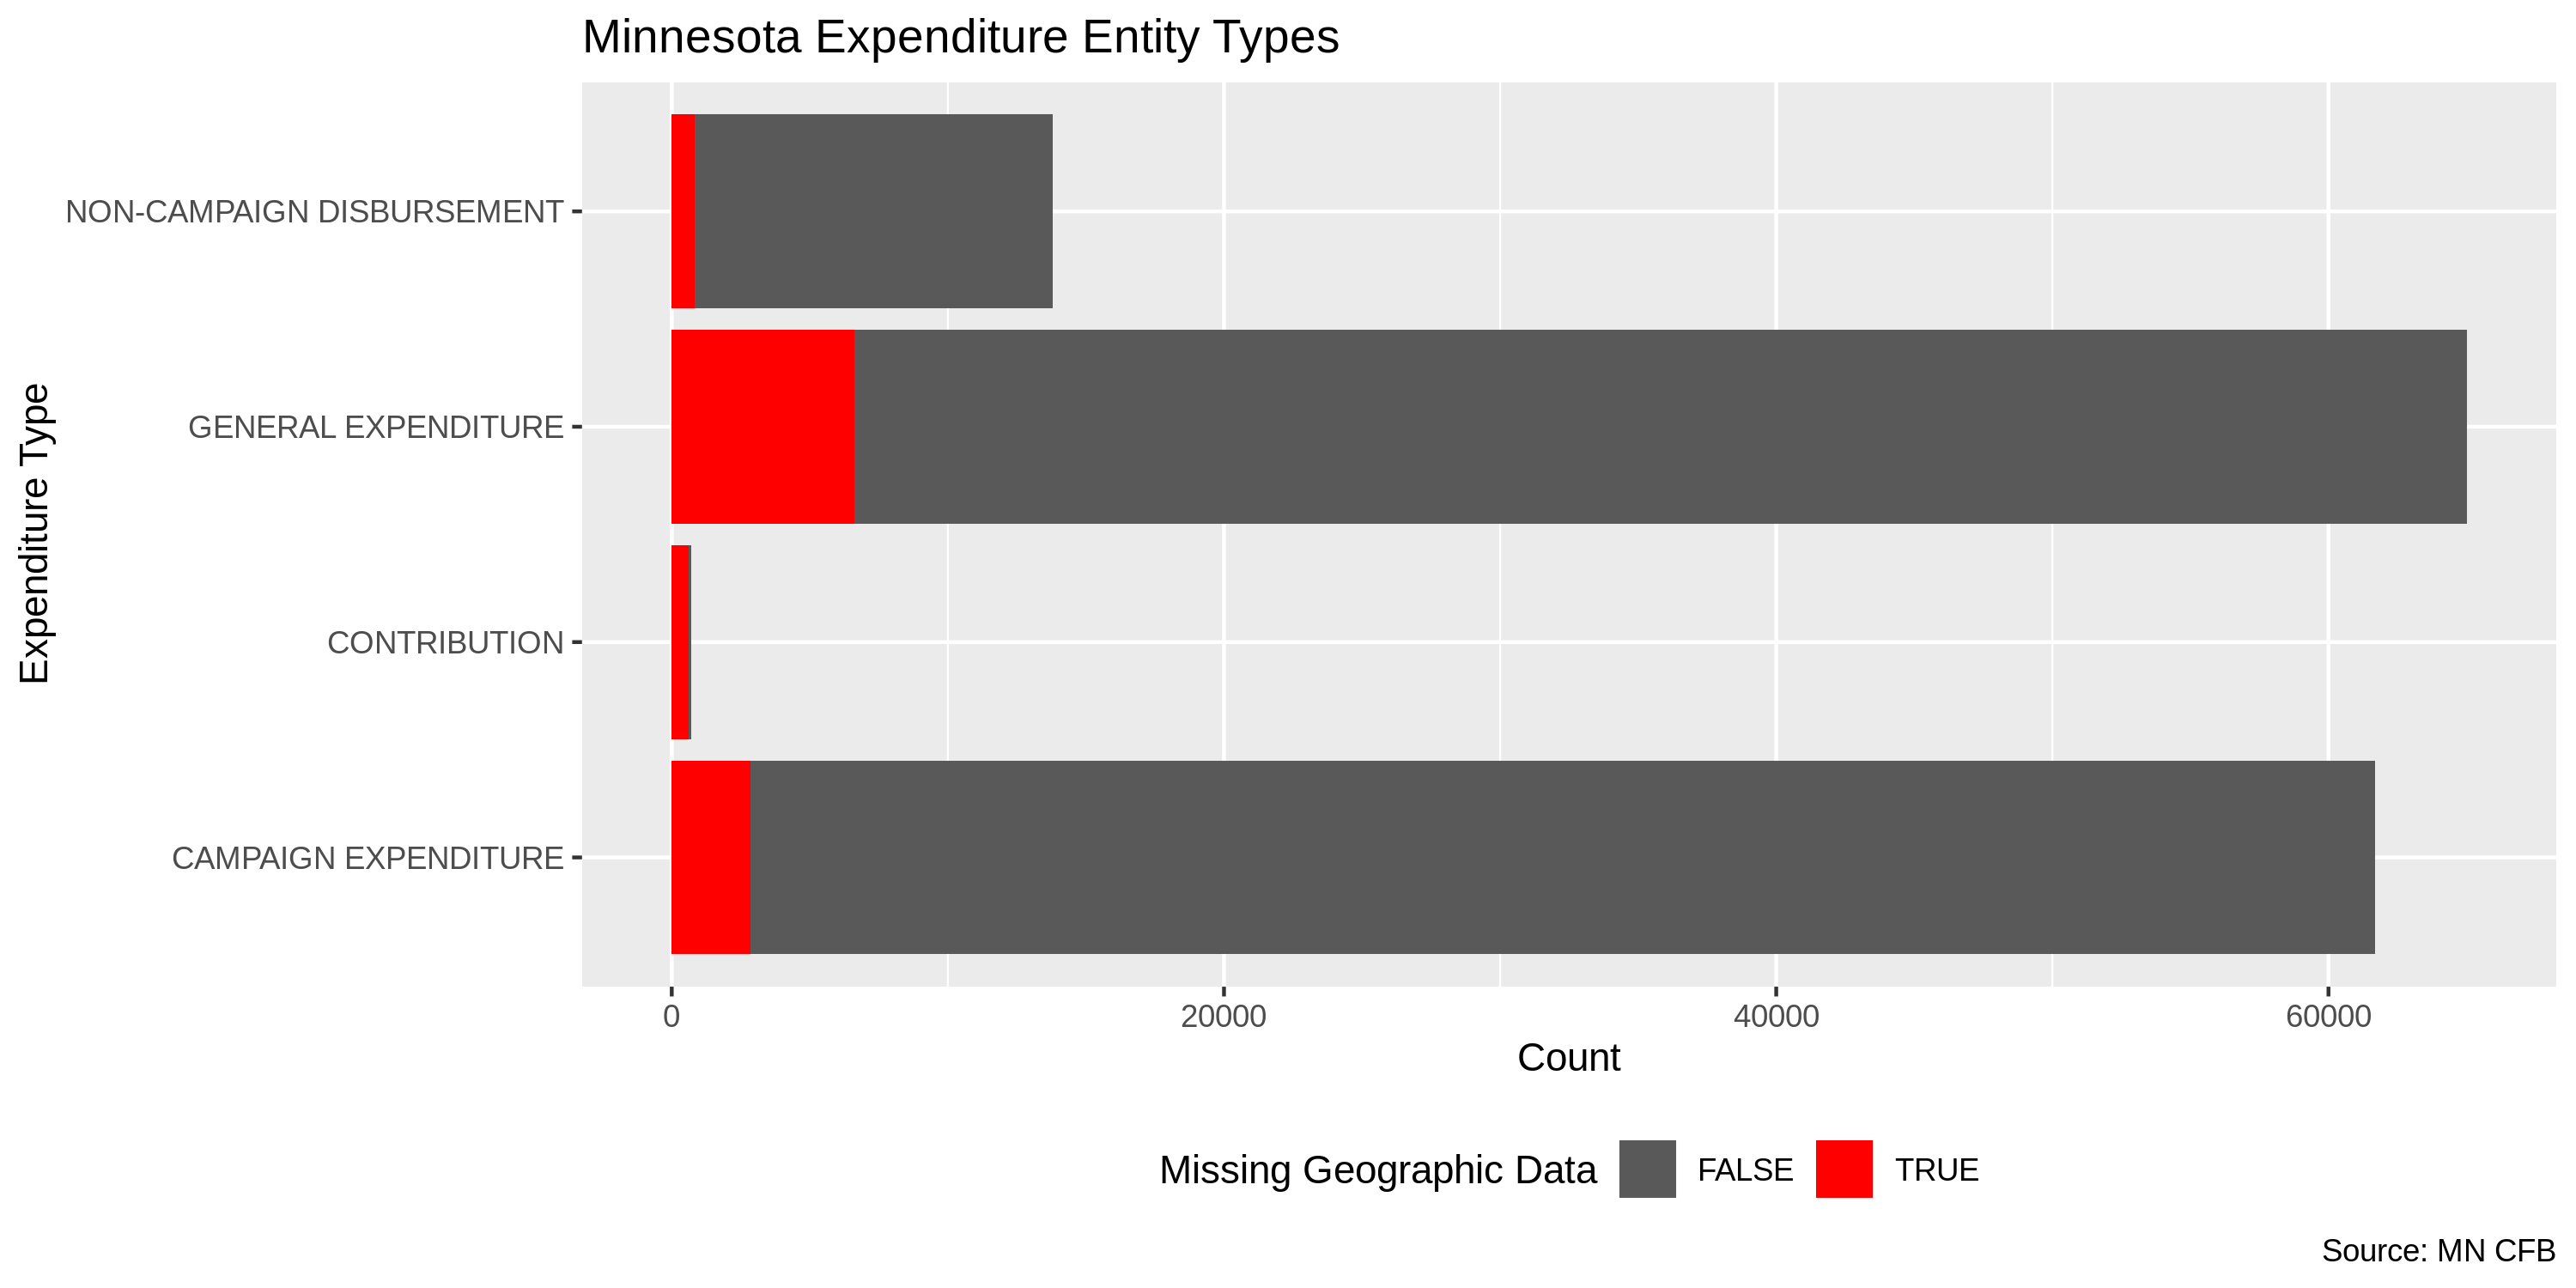 Minnesota Expenditure Entity Types
Expenditure Type
NON-CAMPAIGN DISBURSEMENT
GENERAL EXPENDITURE
CONTRIBUTION
CAMPAIGN EXPENDITURE
0 20000 40000 60000
Count
Missing Geographic Data FALSE TRUE
Source: MN CFB